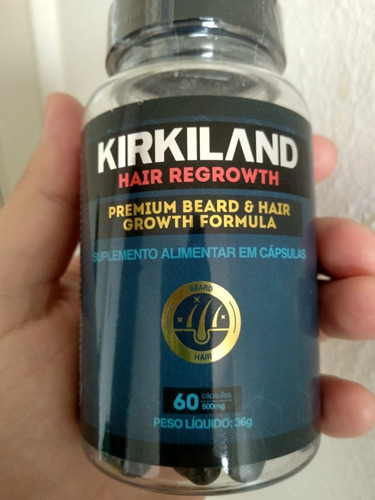 KIRKILAND
HAIR REGROWTH
PREMIUM BEARD & HAIR
GROWTH FORMULA
SUPLEMENTO ALIMENTAR EM CÁPSULAS
BEARD
HAIR
60 cápsulas
500mg
PESO LÍQUIDO: 36g